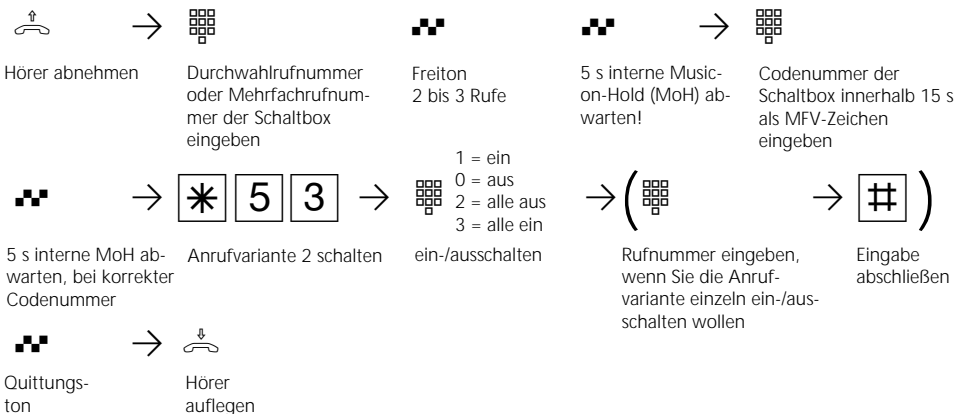 Hörer abnehmen
Durchwahlrufnummer
oder Mehrfachrufnum-
mer der Schaltbox
eingeben
Freiton
2 bis 3 Rufe
5 s interne Music-
on-Hold (MoH) ab-
warten!
Codenummer der
Schaltbox innerhalb 15 s
als MFV-Zeichen
eingeben
5 s interne MoH ab-
warten, bei korrekter
Codenummer
* 5 3
Anrufvariante 2 schalten
1 = ein
0 = aus
2 = alle aus
3 = alle ein
ein-/ausschalten
(
Rufnummer eingeben,
wenn Sie die Anruf-
variante einzeln ein-/aus-
schalten wollen
# )
Eingabe
abschließen
Quittungs-
ton
Hörer
auflegen